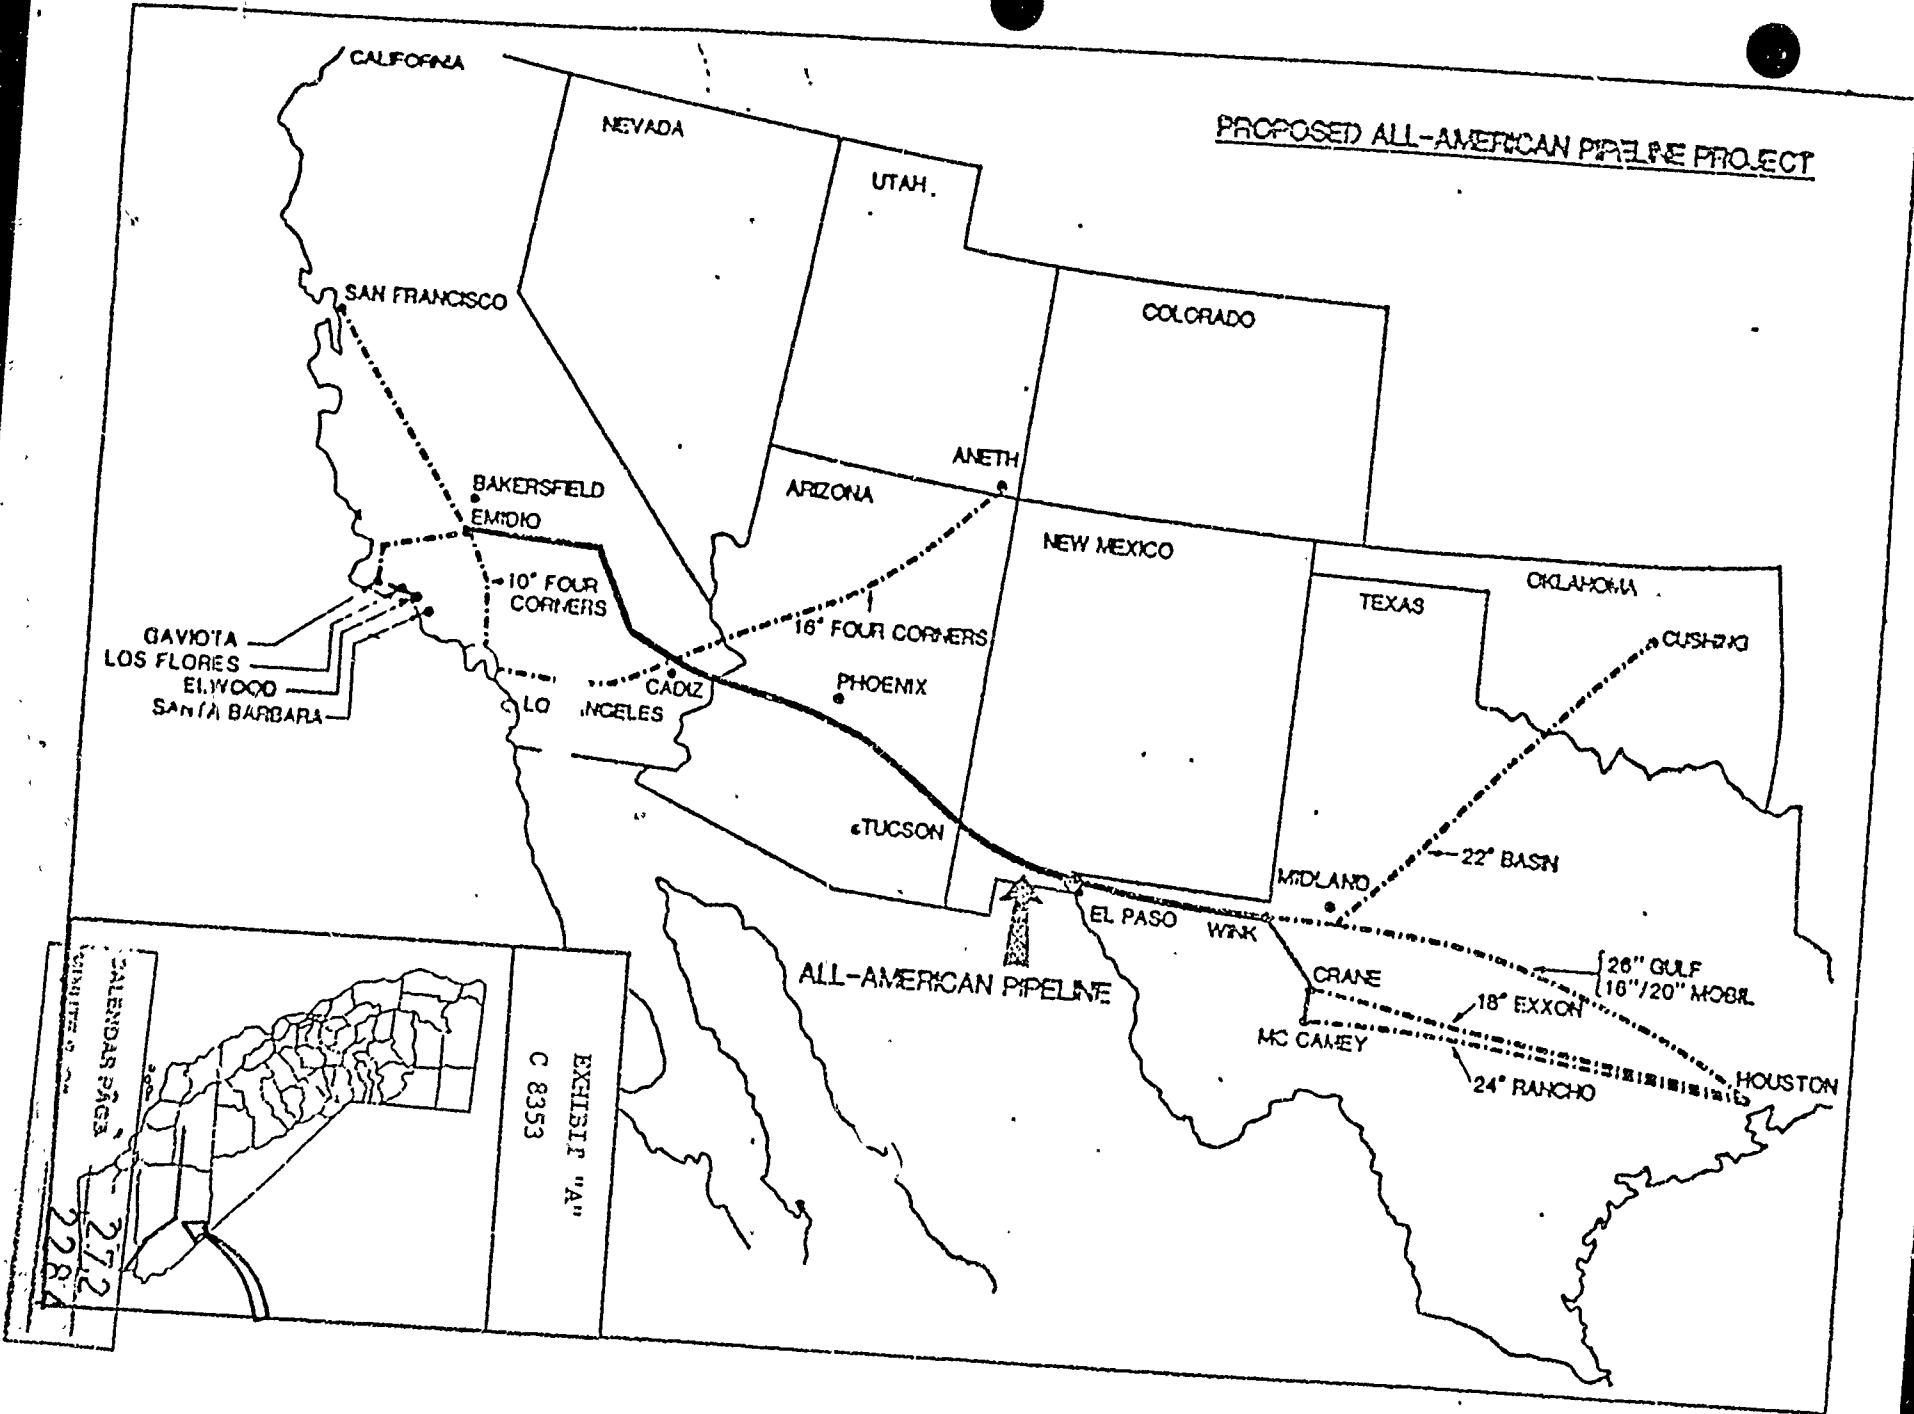 CALIFORNIA
NEVADA
PROPOSED ALL-AMERICAN PIPELINE PROJECT
UTAH
SAN FRANCISCO
COLORADO
ANETH
BAKERSFIELD
ARIZONA
EMIDIO
NEW MEXICO
OKLAHOMA
10" FOUR
CORNERS
TEXAS
16" FOUR CORNERS
CUSHING
GAVIOTA
LOS FLORES
ELWOOD
SANTA BARBARA
CADIZ
PHOENIX
LO NGELES
TUCSON
22" BASIN
MIDLAND
EL PASO
WINK
ALL-AMERICAN PIPELINE
CRANE
26" GULF
16"/20" MOBIL
18" EXXON
MC CAMEY
24" RANCHO
HOUSTON
EXHIBIT "A"
C 8353
CALENDAR PAGE 272
228